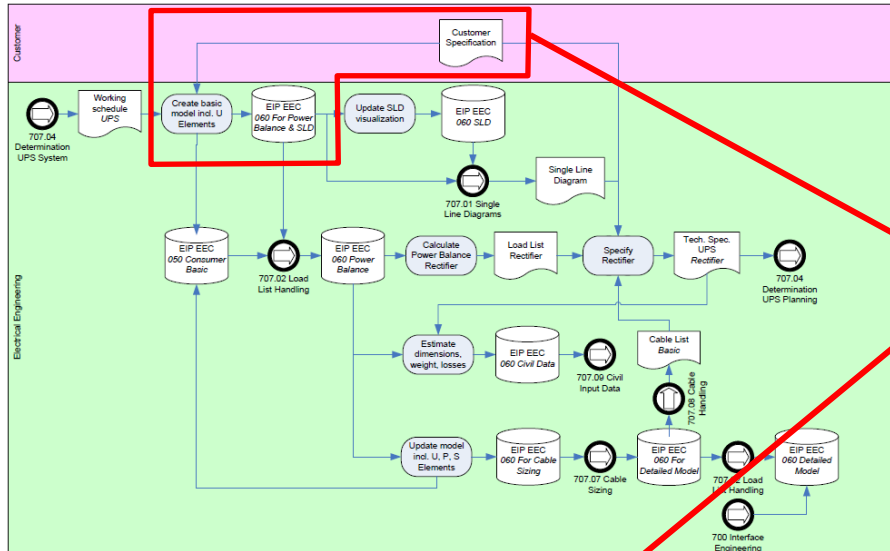 Customer
Customer
Specification
Electrical Engineering
707.04
Determination
UPS System
Working
schedule
UPS
Create basic
model incl. U
Elements
EIP EEC
060 For Power
Balance & SLD
Update SLD
visualization
EIP EEC
060 SLD
707.01 Single
Line Diagrams
Single Line
Diagram
EIP EEC
050 Consumer
Basic
707.02 Load
List Handling
EIP EEC
060 Power
Balance
Calculate
Power Balance
Rectifier
Load List
Rectifier
Specify
Rectifier
Tech. Spec.
UPS
Rectifier
707.04
Determination
UPS Planning
Estimate
dimensions,
weight, losses
EIP EEC
060 Civil Data
707.09 Civil
Input Data
Cable List
Basic
707.08 Cable
Handling
Update model
incl. U, P, S
Elements
EIP EEC
060 For Cable
Sizing
707.07 Cable
Sizing
EIP EEC
060 For
Detailed Model
Load
Handling
EIP EEC
060 Detailed
Model
700 Interface
Engineering